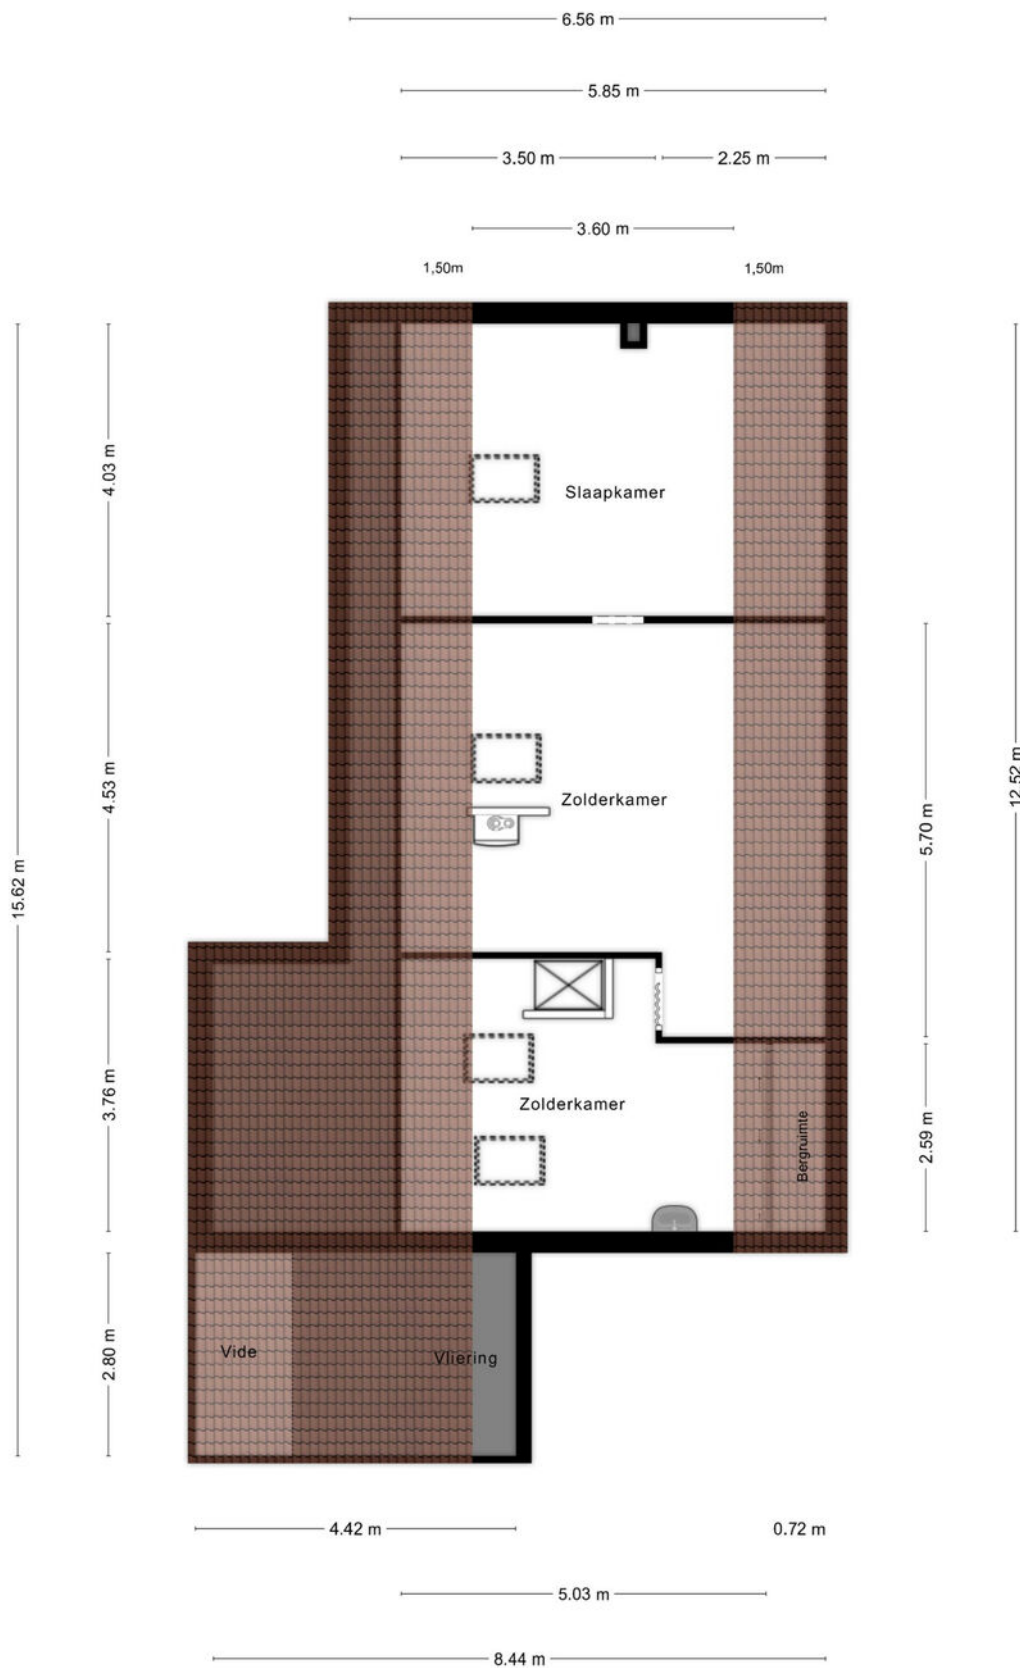 6.56 m
5.85 m
3.50 m
2.25 m
3.60 m
1,50m
1,50m
4.03 m
Slaapkamer
4.53 m
Zolderkamer
12.52 m
5.70 m
15.62 m
3.76 m
Zolderkamer
Bergruimte
2.59 m
2.80 m
Vide
Vliering
4.42 m
0.72 m
5.03 m
8.44 m